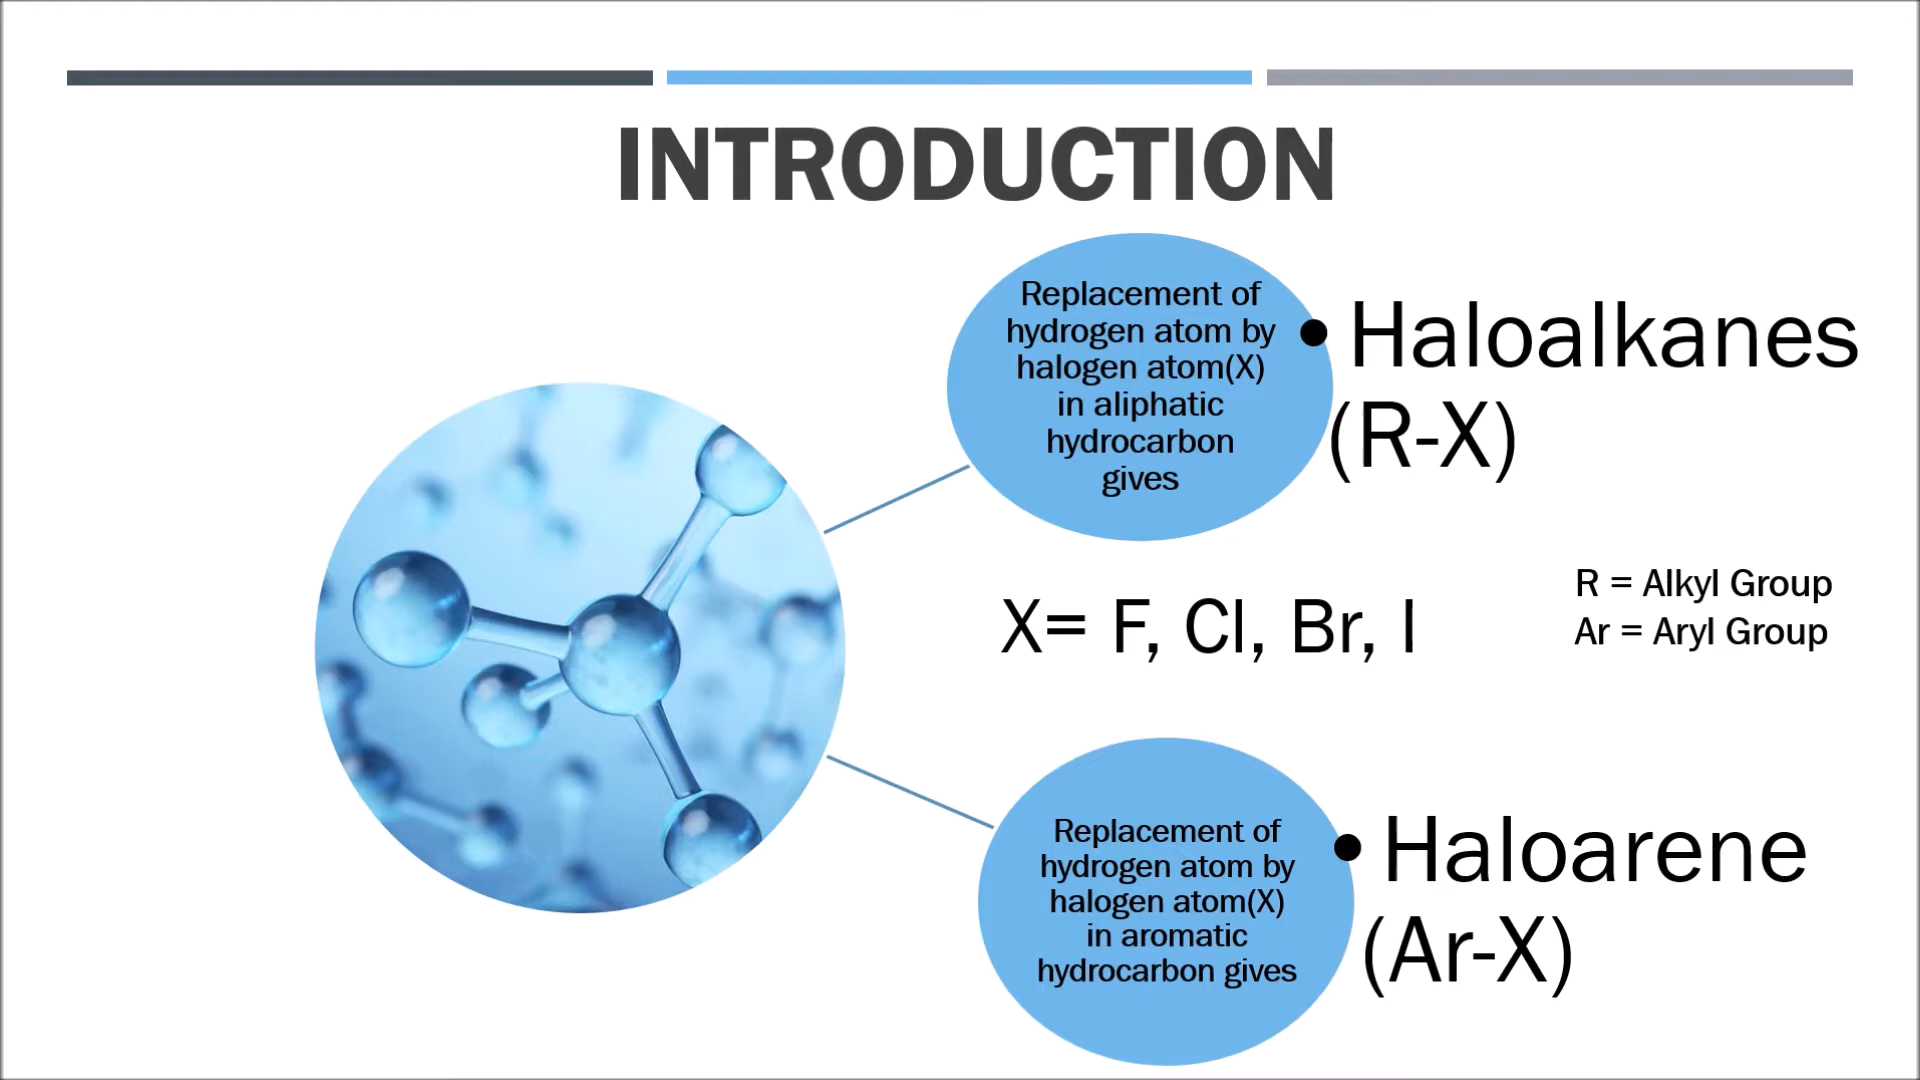 INTRODUCTION
Replacement of
hydrogen atom by
halogen atom(X)
in aliphatic
hydrocarbon
gives
• Haloalkanes
(R-X)
X= F, Cl, Br, I
R = Alkyl Group
Ar = Aryl Group
Replacement of
hydrogen atom by
halogen atom(X)
in aromatic
hydrocarbon gives
• Haloarene
(Ar-X)